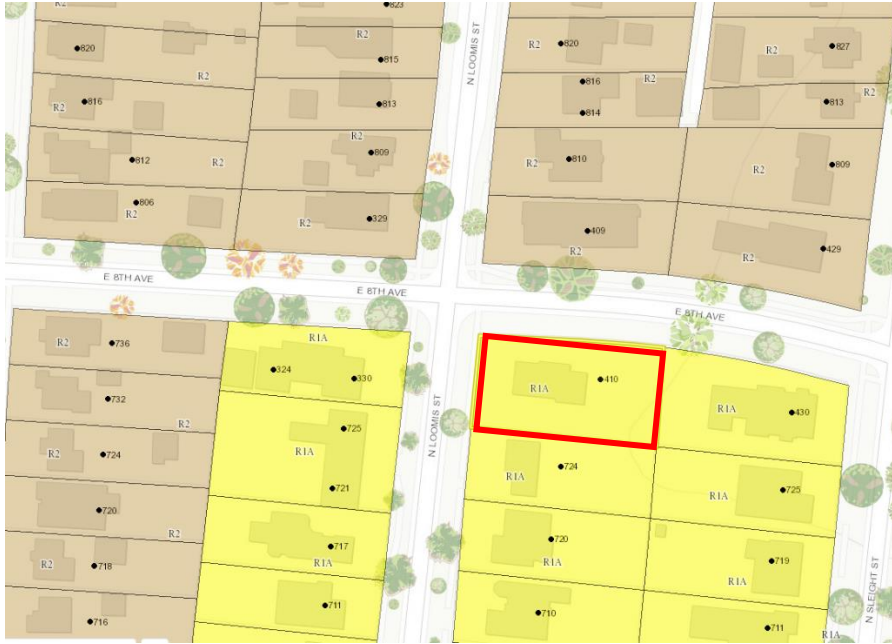 R2
823
N LOOMIS ST
820
R2
815
R2
820
R2
R2
827
R2
816
R2
813
816
814
813
R2
812
R2
R2
809
R2
810
R2
809
806
R2
R2
329
409
R2
R2
429
E 8TH AVE
E 8TH AVE
E 8TH AVE
R2
736
R1A
324
330
R1A
410
R1A
430
732
R2
725
N LOOMIS ST
R2
724
R1A
721
R1A
724
R1A
725
720
R2
717
R1A
720
R1A
719
R1A
R2
718
711
710
N SLEIGHT ST
716
711
R1A